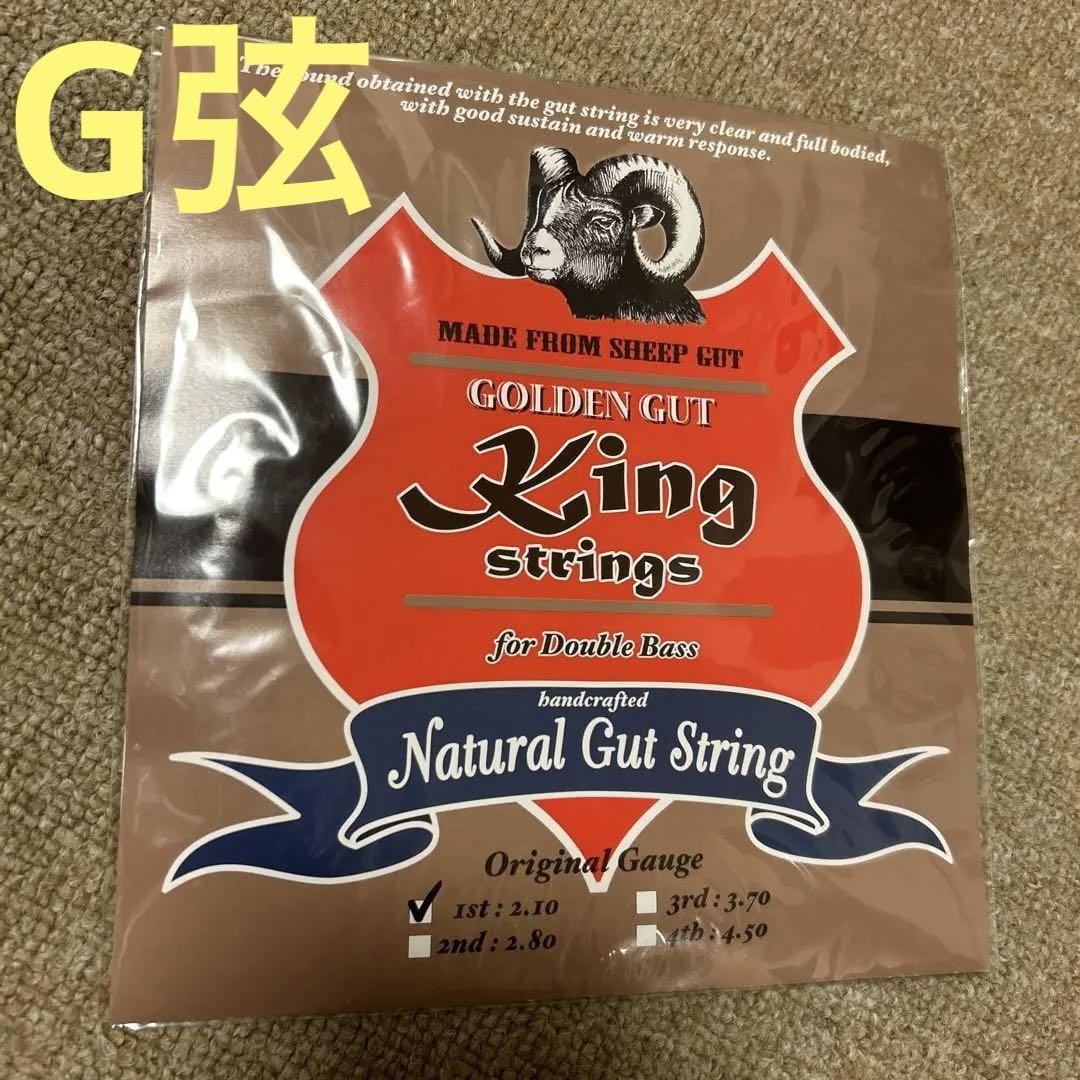 G弦
The sound obtained with the gut string is very clear and full bodied,
with good sustain and warm response.
MADE FROM SHEEP GUT
GOLDEN GUT
King
strings
for Double Bass
handcrafted
Natural Gut String
Original Gauge
1st : 2.10
3rd : 3.70
2nd : 2.80
4th : 4.50